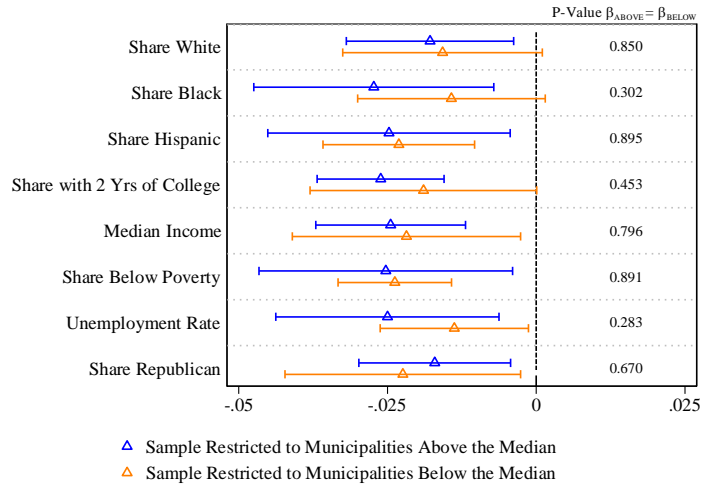 P-Value βABOVE = βBELOW
Share White 0.850
Share Black 0.302
Share Hispanic 0.895
Share with 2 Yrs of College 0.453
Median Income 0.796
Share Below Poverty 0.891
Unemployment Rate 0.283
Share Republican 0.670
-.05 -.025 0 .025
Sample Restricted to Municipalities Above the Median
Sample Restricted to Municipalities Below the Median